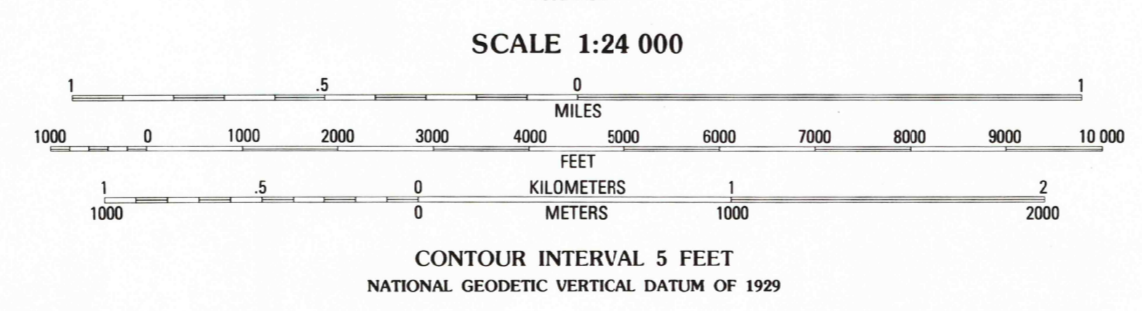 SCALE 1:24 000
1 .5 0 1
MILES
1000 0 1000 2000 3000 4000 5000 6000 7000 8000 9000 10 000
FEET
1 .5 0 KILOMETERS 1 2
1000 0 METERS 1000 2000
CONTOUR INTERVAL 5 FEET
NATIONAL GEODETIC VERTICAL DATUM OF 1929